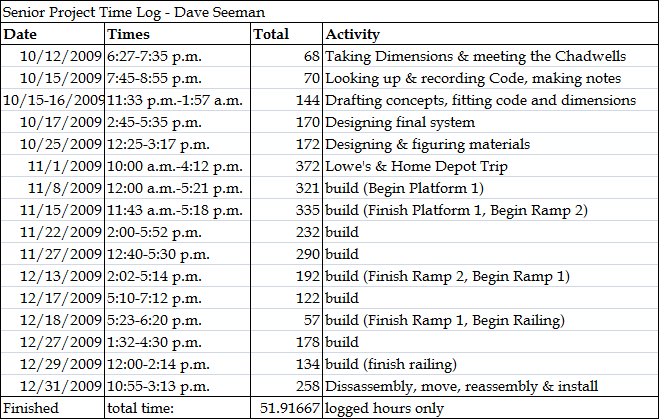 Senior Project Time Log - Dave Seeman
Date Times Total Activity
10/12/2009 6:27-7:35 p.m. 68 Taking Dimensions & meeting the Chadwells
10/15/2009 7:45-8:55 p.m. 70 Looking up & recording Code, making notes
10/15-16/2009 11:33 p.m.-1:57 a.m. 144 Drafting concepts, fitting code and dimensions
10/17/2009 2:45-5:35 p.m. 170 Designing final system
10/25/2009 12:25-3:17 p.m. 172 Designing & figuring materials
11/1/2009 10:00 a.m.-4:12 p.m. 372 Lowe's & Home Depot Trip
11/8/2009 12:00 a.m.-5:21 p.m. 321 build (Begin Platform 1)
11/15/2009 11:43 a.m.-5:18 p.m. 335 build (Finish Platform 1, Begin Ramp 2)
11/22/2009 2:00-5:52 p.m. 232 build
11/27/2009 12:40-5:30 p.m. 290 build
12/13/2009 2:02-5:14 p.m. 192 build (Finish Ramp 2, Begin Ramp 1)
12/17/2009 5:10-7:12 p.m. 122 build
12/18/2009 5:23-6:20 p.m. 57 build (Finish Ramp 1, Begin Railing)
12/27/2009 1:32-4:30 p.m. 178 build
12/29/2009 12:00-2:14 p.m. 134 build (finish railing)
12/31/2009 10:55-3:13 p.m. 258 Dissassembly, move, reassembly & install
Finished total time: 51.91667 logged hours only